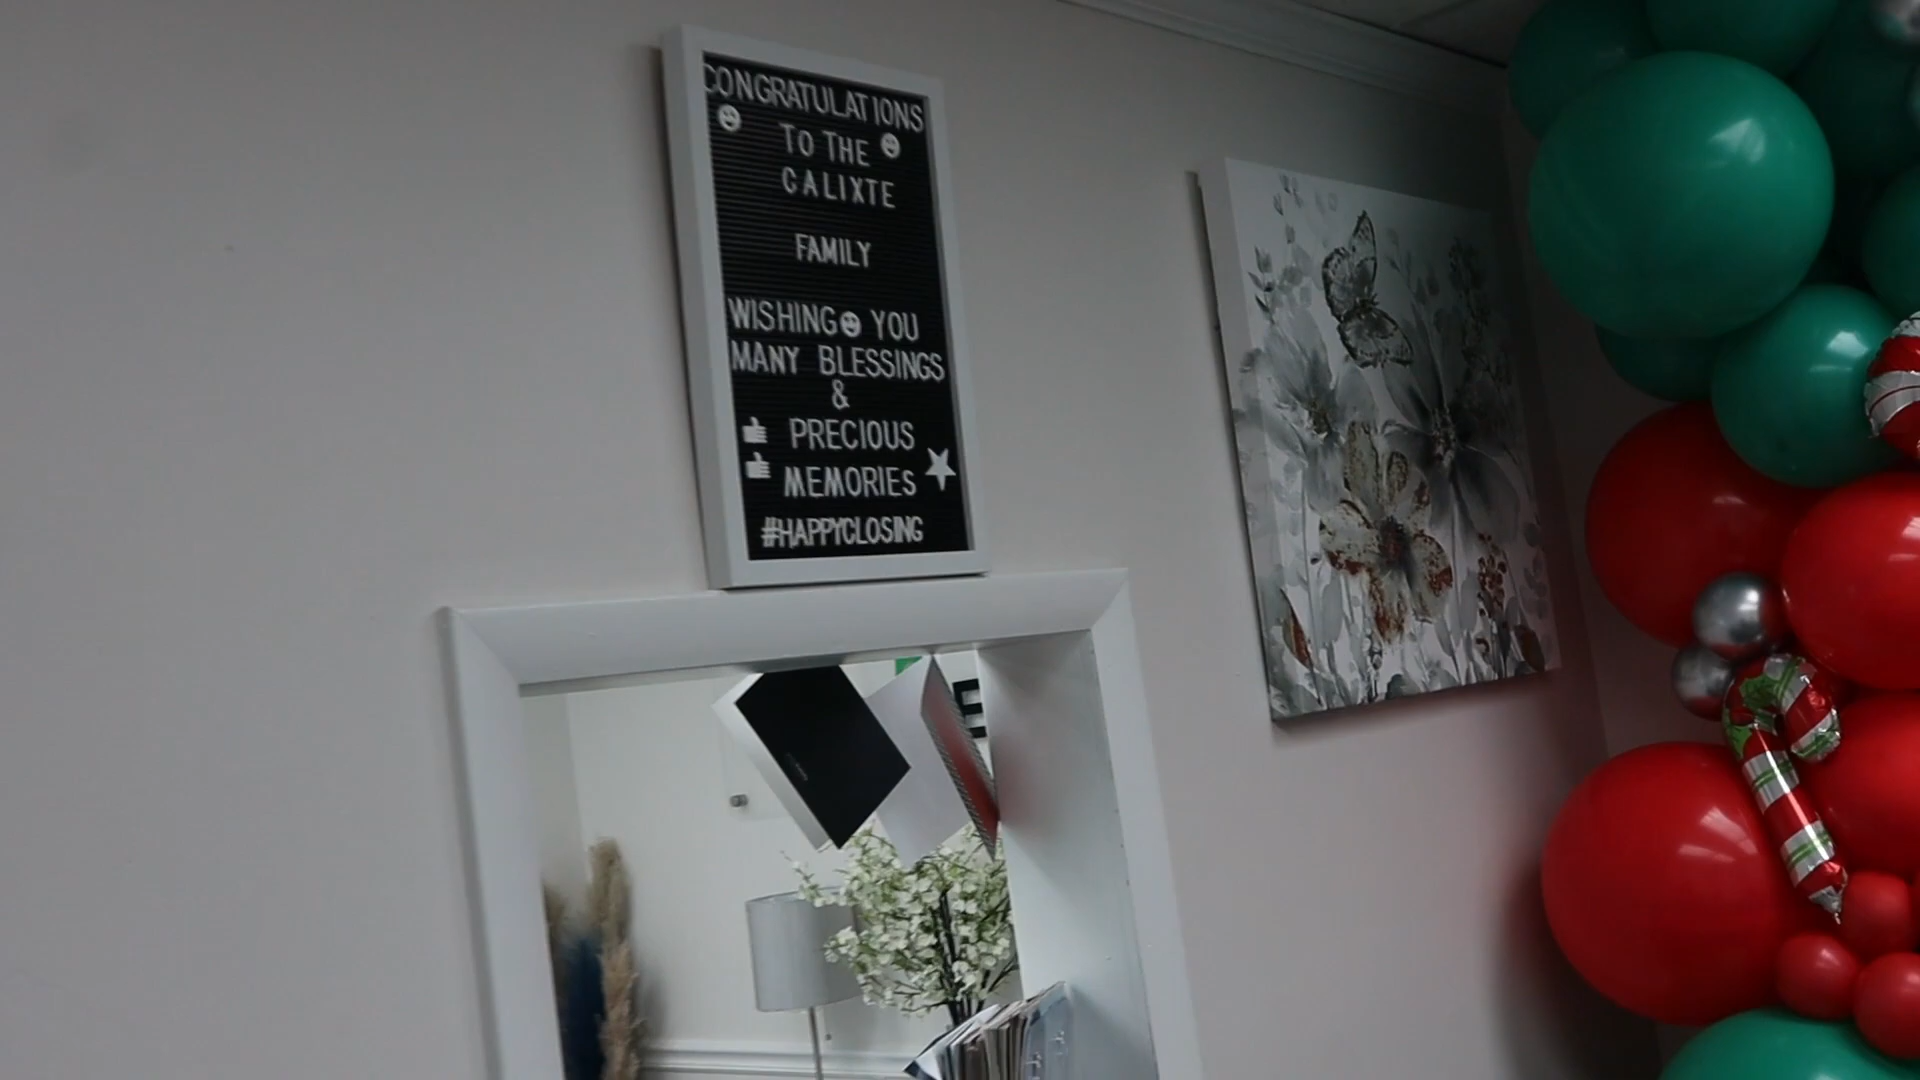 CONGRATULATIONS
TO THE
CALIXTE
FAMILY
WISHING YOU
MANY BLESSINGS
&
PRECIOUS
MEMORIES
#HAPPYCLOSING
E